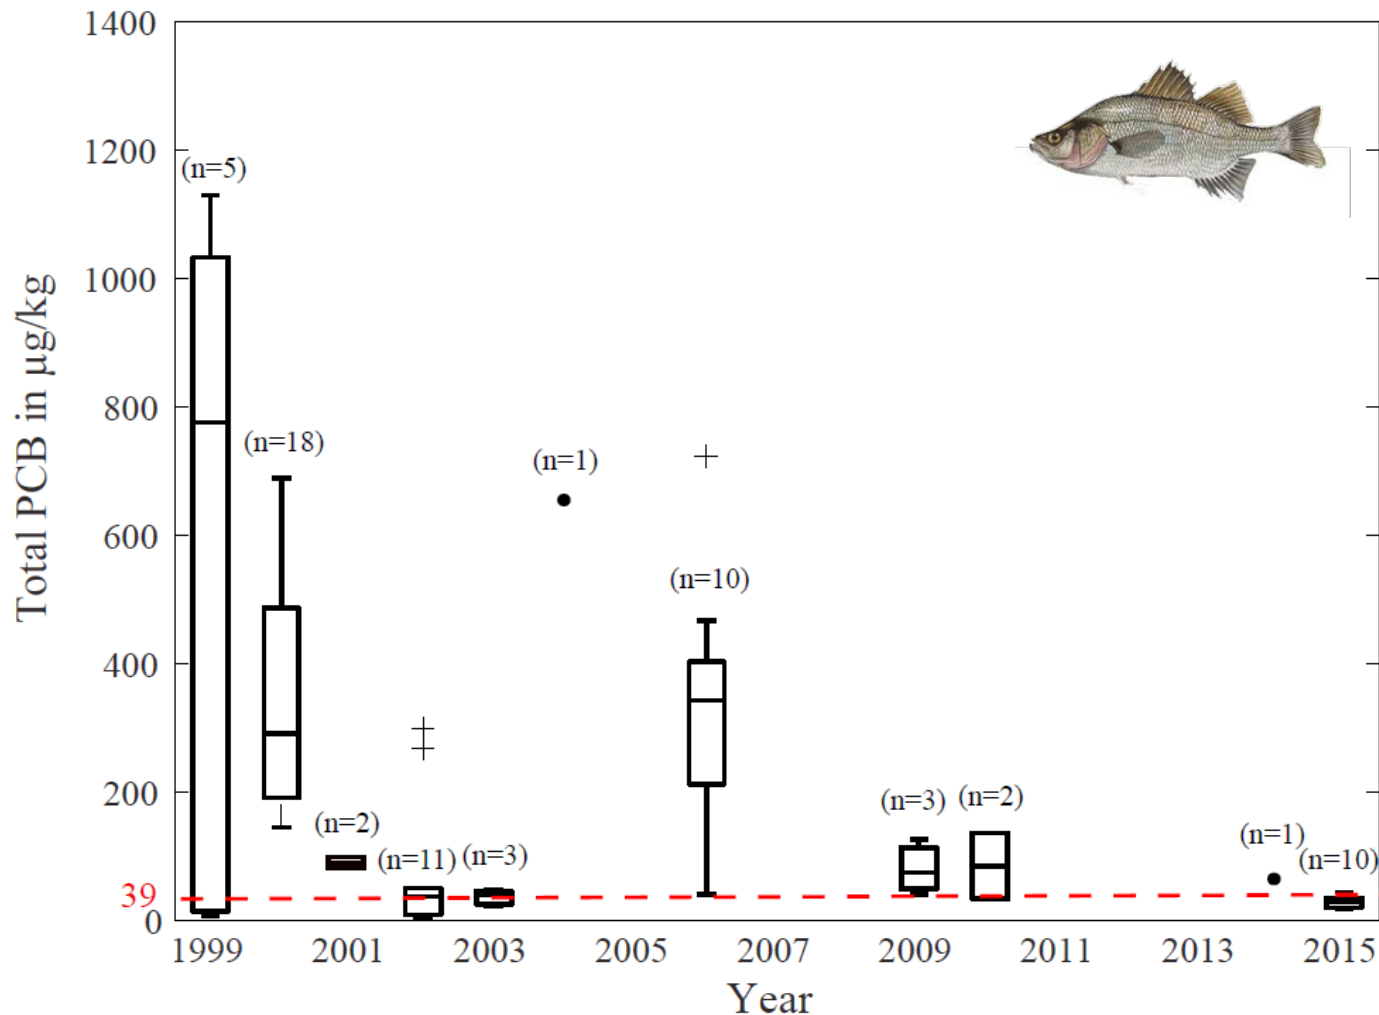 1400
1200
1000
800
600
400
200
39
0
Total PCB in µg/kg
(n=5)
(n=18)
(n=2)
(n=11)
(n=3)
(n=1)
(n=10)
(n=3)
(n=2)
(n=1)
(n=10)
1999 2001 2003 2005 2007 2009 2011 2013 2015
Year